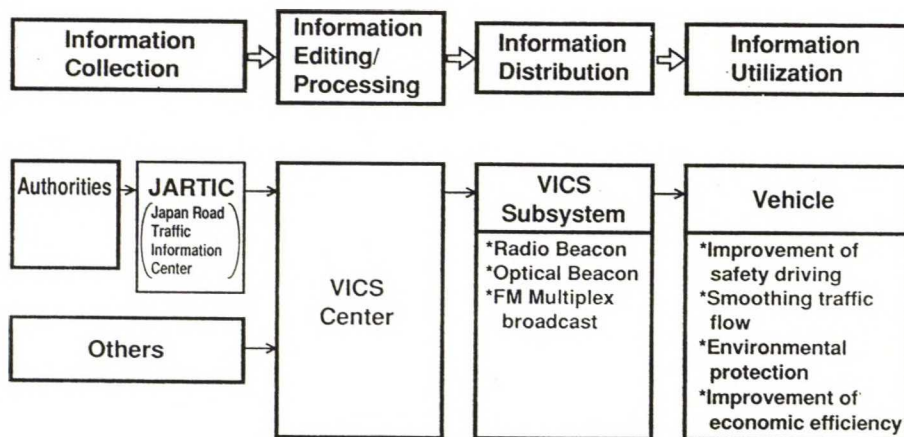 Information
Collection
Information
Editing/
Processing
Information
Distribution
Information
Utilization
Authorities
JARTIC
(Japan Road
Traffic
Information
Center)
Others
VICS
Center
VICS
Subsystem
*Radio Beacon
*Optical Beacon
*FM Multiplex
broadcast
Vehicle
*Improvement of
safety driving
*Smoothing traffic
flow
*Environmental
protection
*Improvement of
economic efficiency